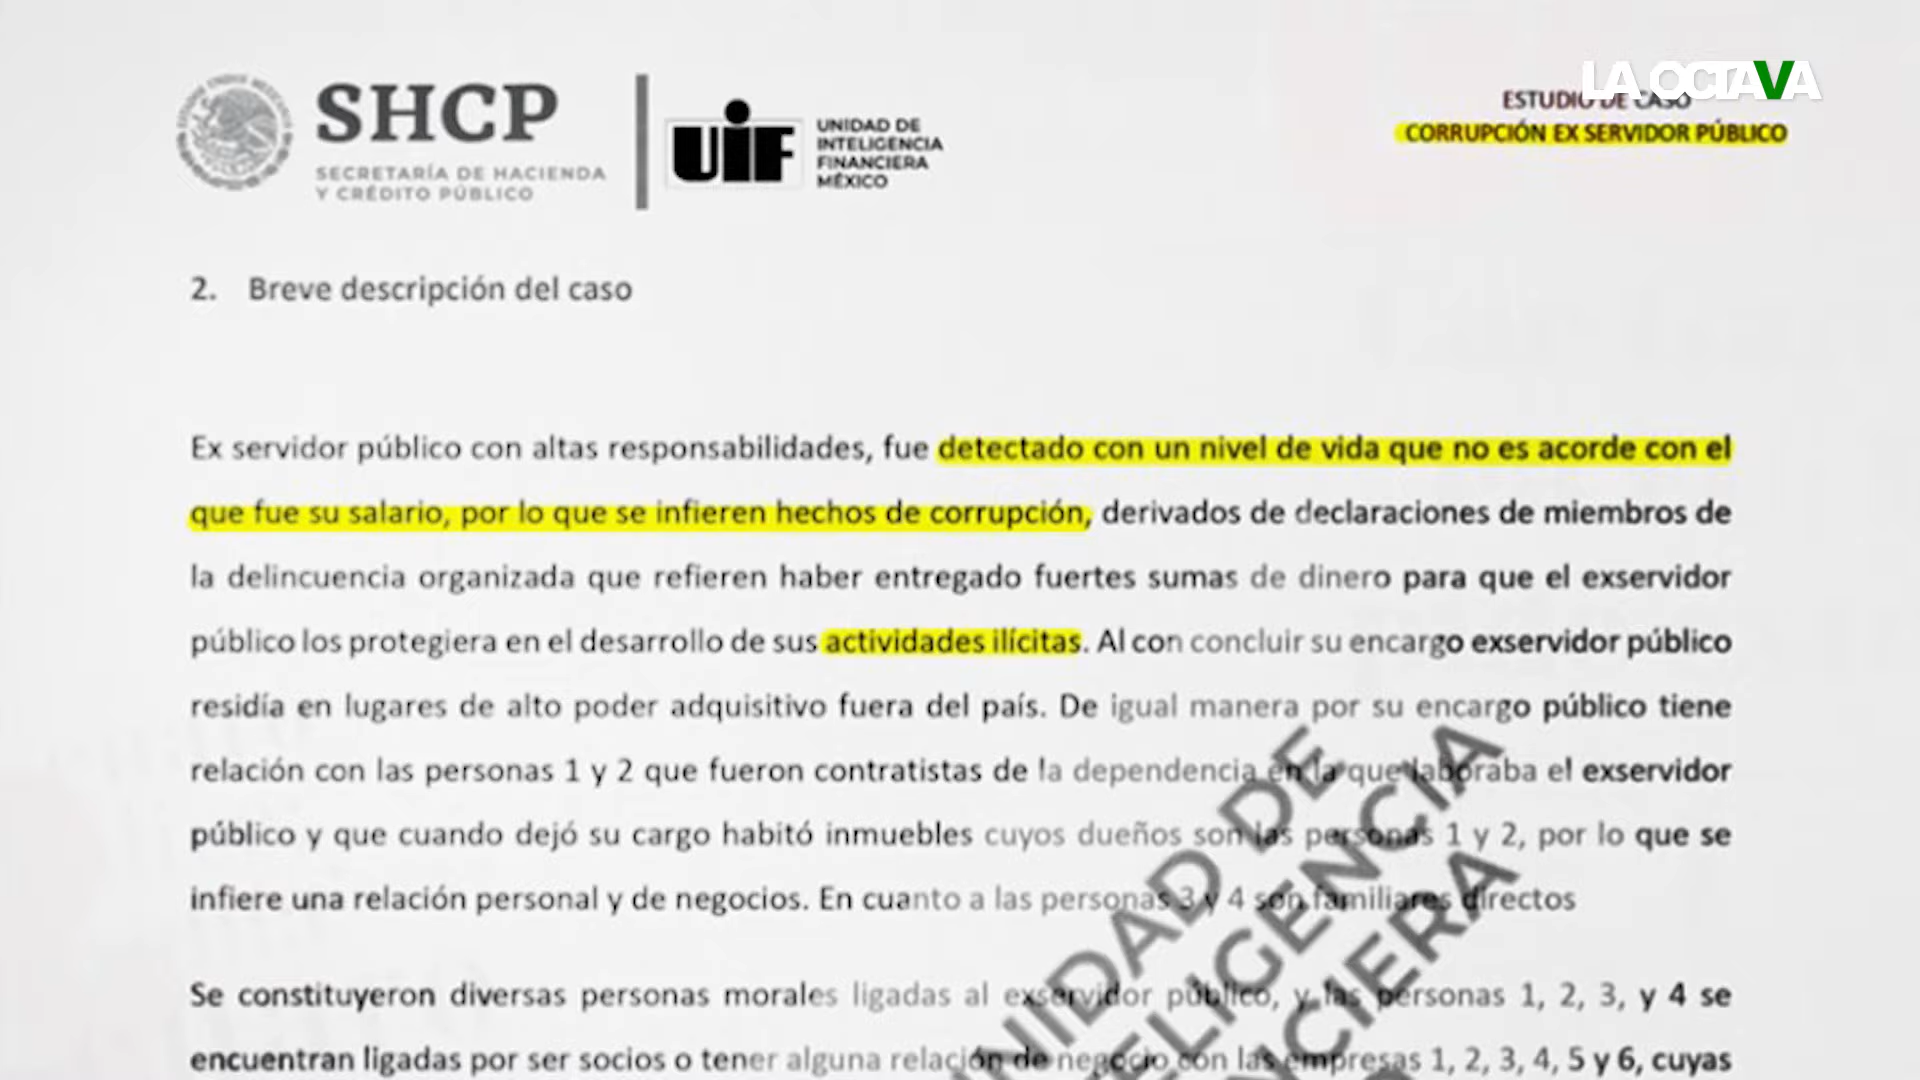 LA OCTAVA
SHCP
SECRETARÍA DE HACIENDA
Y CRÉDITO PÚBLICO
UIF
UNIDAD DE
INTELIGENCIA
FINANCIERA
MÉXICO
ESTUDIO DE CASO
CORRUPCIÓN EX SERVIDOR PÚBLICO
2. Breve descripción del caso
Ex servidor público con altas responsabilidades, fue detectado con un nivel de vida que no es acorde con el
que fue su salario, por lo que se infieren hechos de corrupción, derivados de declaraciones de miembros de
la delincuencia organizada que refieren haber entregado fuertes sumas de dinero para que el exservidor
público los protegiera en el desarrollo de sus actividades ilícitas. Al con concluir su encargo exservidor público
residía en lugares de alto poder adquisitivo fuera del país. De igual manera por su encargo público tiene
relación con las personas 1 y 2 que fueron contratistas de la dependencia en la que laboraba el exservidor
público y que cuando dejó su cargo habitó inmuebles cuyos dueños son las personas 1 y 2, por lo que se
infiere una relación personal y de negocios. En cuanto a las personas 3 y 4 son familiares directos
Se constituyeron diversas personas morales ligadas al exservidor público, y las personas 1, 2, 3, y 4 se
encuentran ligadas por ser socios o tener alguna relación de negocio con las empresas 1, 2, 3, 4, 5 y 6, cuyas